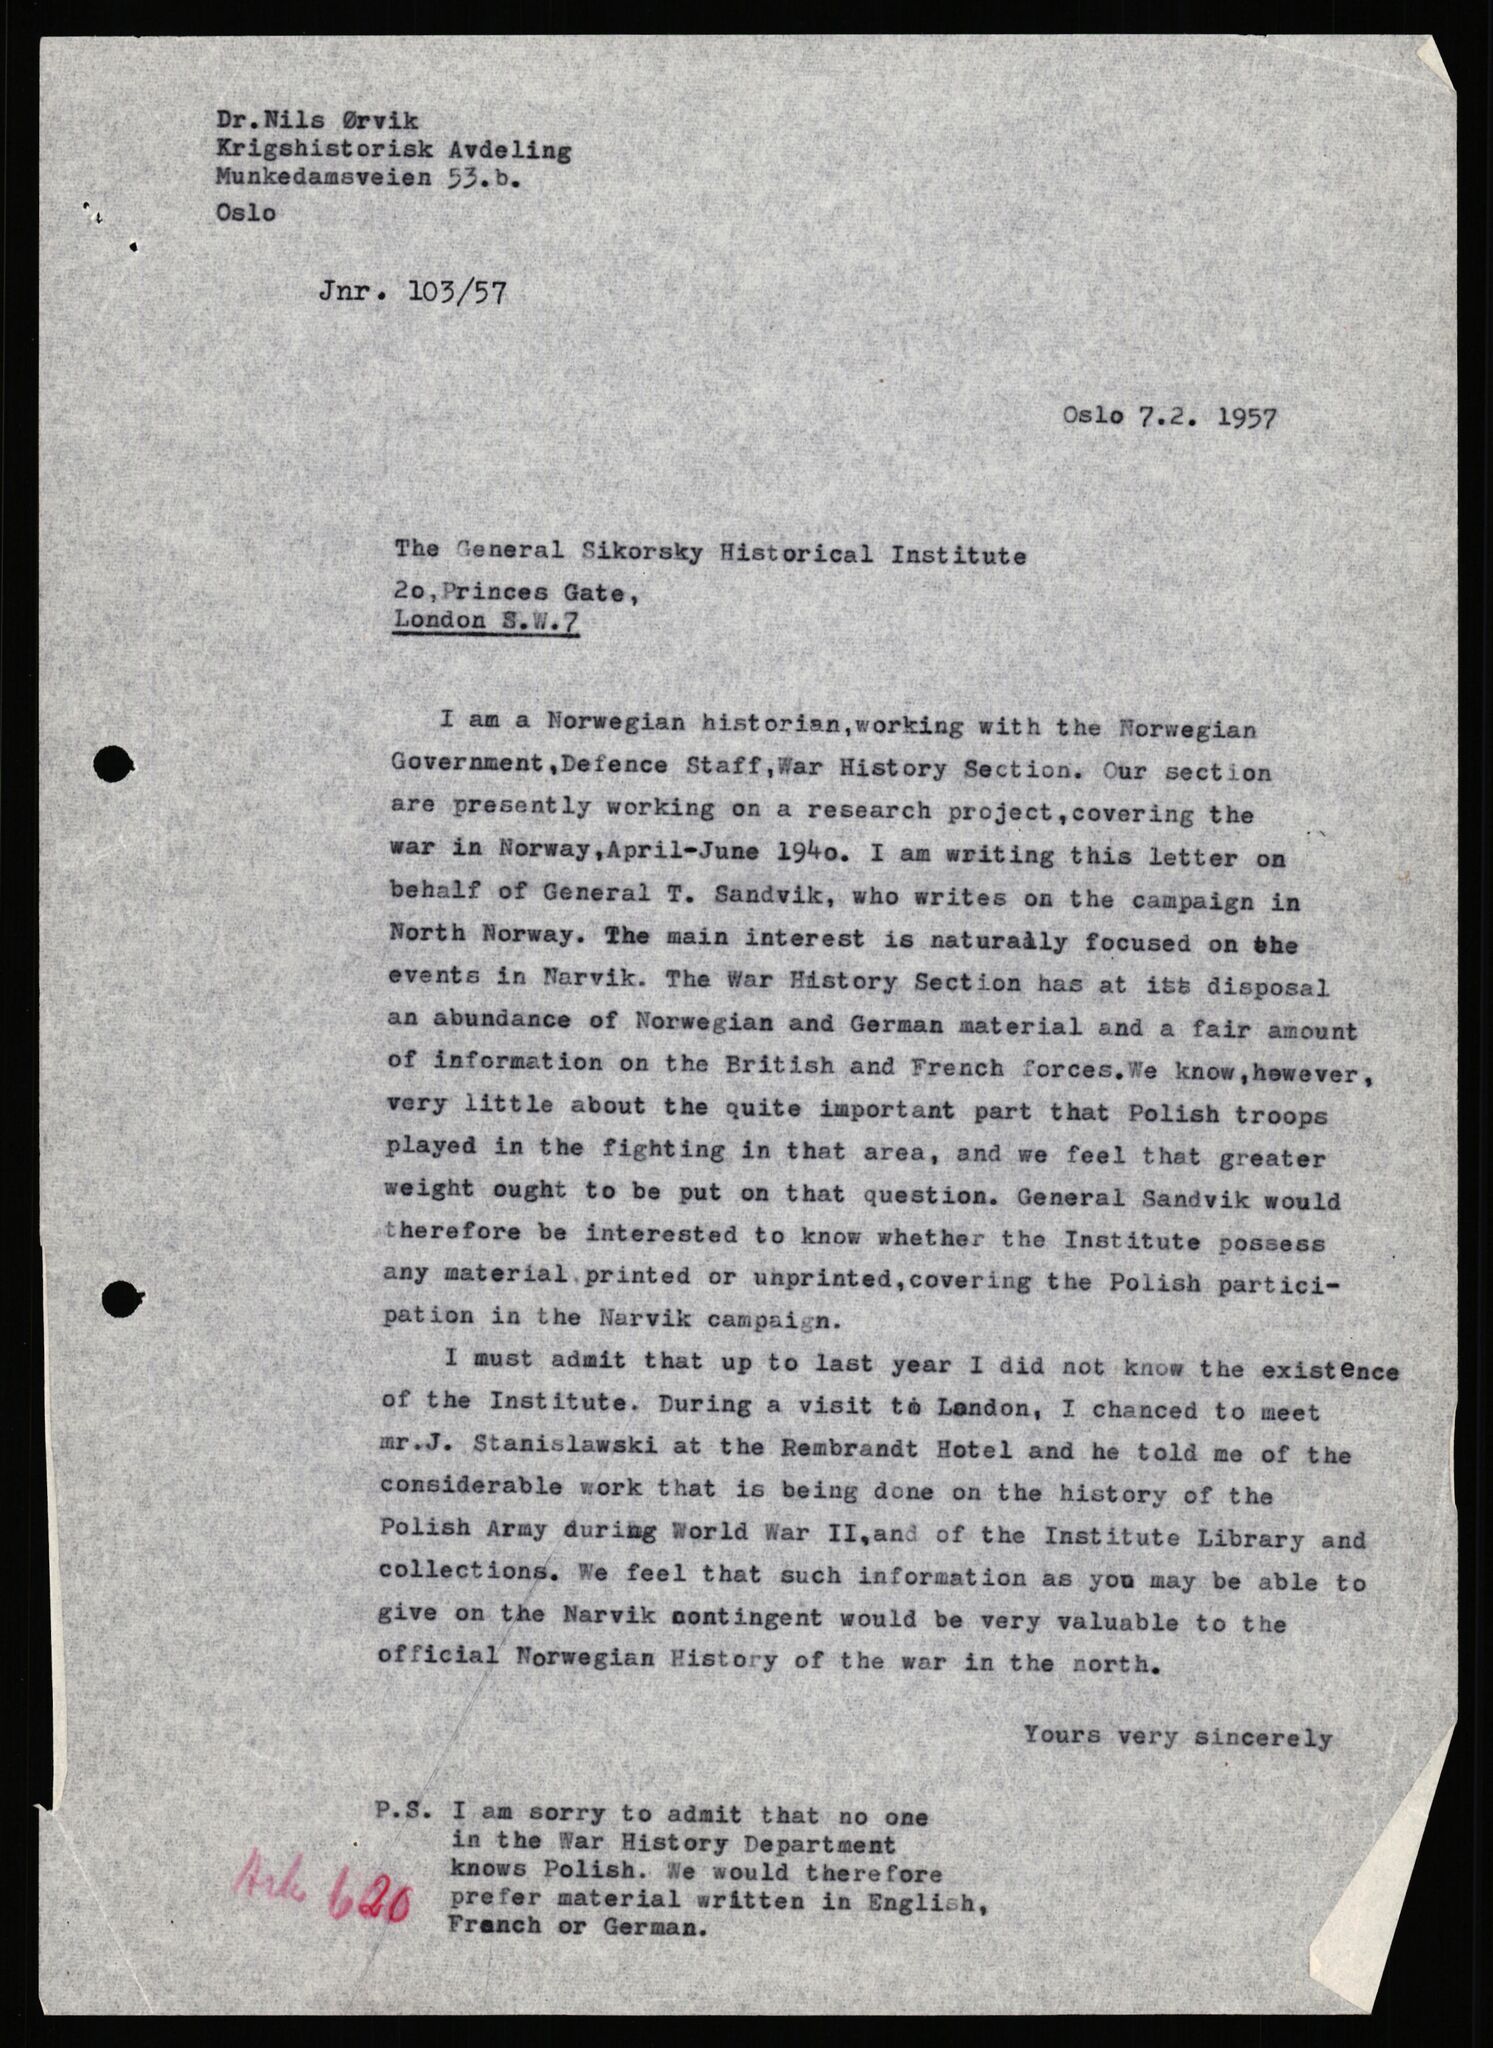 Dr.Nils Ørvik
Krigshistorisk Avdeling
Munkedamsveien 53.b.
Oslo
Jnr. 103/57
Oslo 7.2. 1957
The General Sikorsky Historical Institute
2o,Princes Gate,
London S.W.7
I am a Norwegian historian,working with the Norwegian
Government,Defence Staff,War History Section. Our section
are presently working on a research project,covering the
war in Norway,April-June 194o. I am writing this letter on
behalf of General T. Sandvik, who writes on the campaign in
North Norway. The main interest is naturally focused on the
events in Narvik. The War History Section has at its disposal
an abundance of Norwegian and German material and a fair amount
of information on the British and French forces.We know,however,
very little about the quite important part that Polish troops
played in the fighting in that area, and we feel that greater
weight ought to be put on that question. General Sandvik would
therefore be interested to know whether the Institute possess
any material printed or unprinted,covering the Polish partici-
pation in the Narvik campaign.
I must admit that up to last year I did not know the existence
of the Institute. During a visit to London, I chanced to meet
mr.J. Stanislawski at the Rembrandt Hotel and he told me of the
considerable work that is being done on the history of the
Polish Army during World War II,and of the Institute Library and
collections. We feel that such information as you may be able to
give on the Narvik contingent would be very valuable to the
official Norwegian History of the war in the north.
Yours very sincerely
P.S. I am sorry to admit that no one
in the War History Department
knows Polish. We would therefore
prefer material written in English,
French or German.
Ark 620